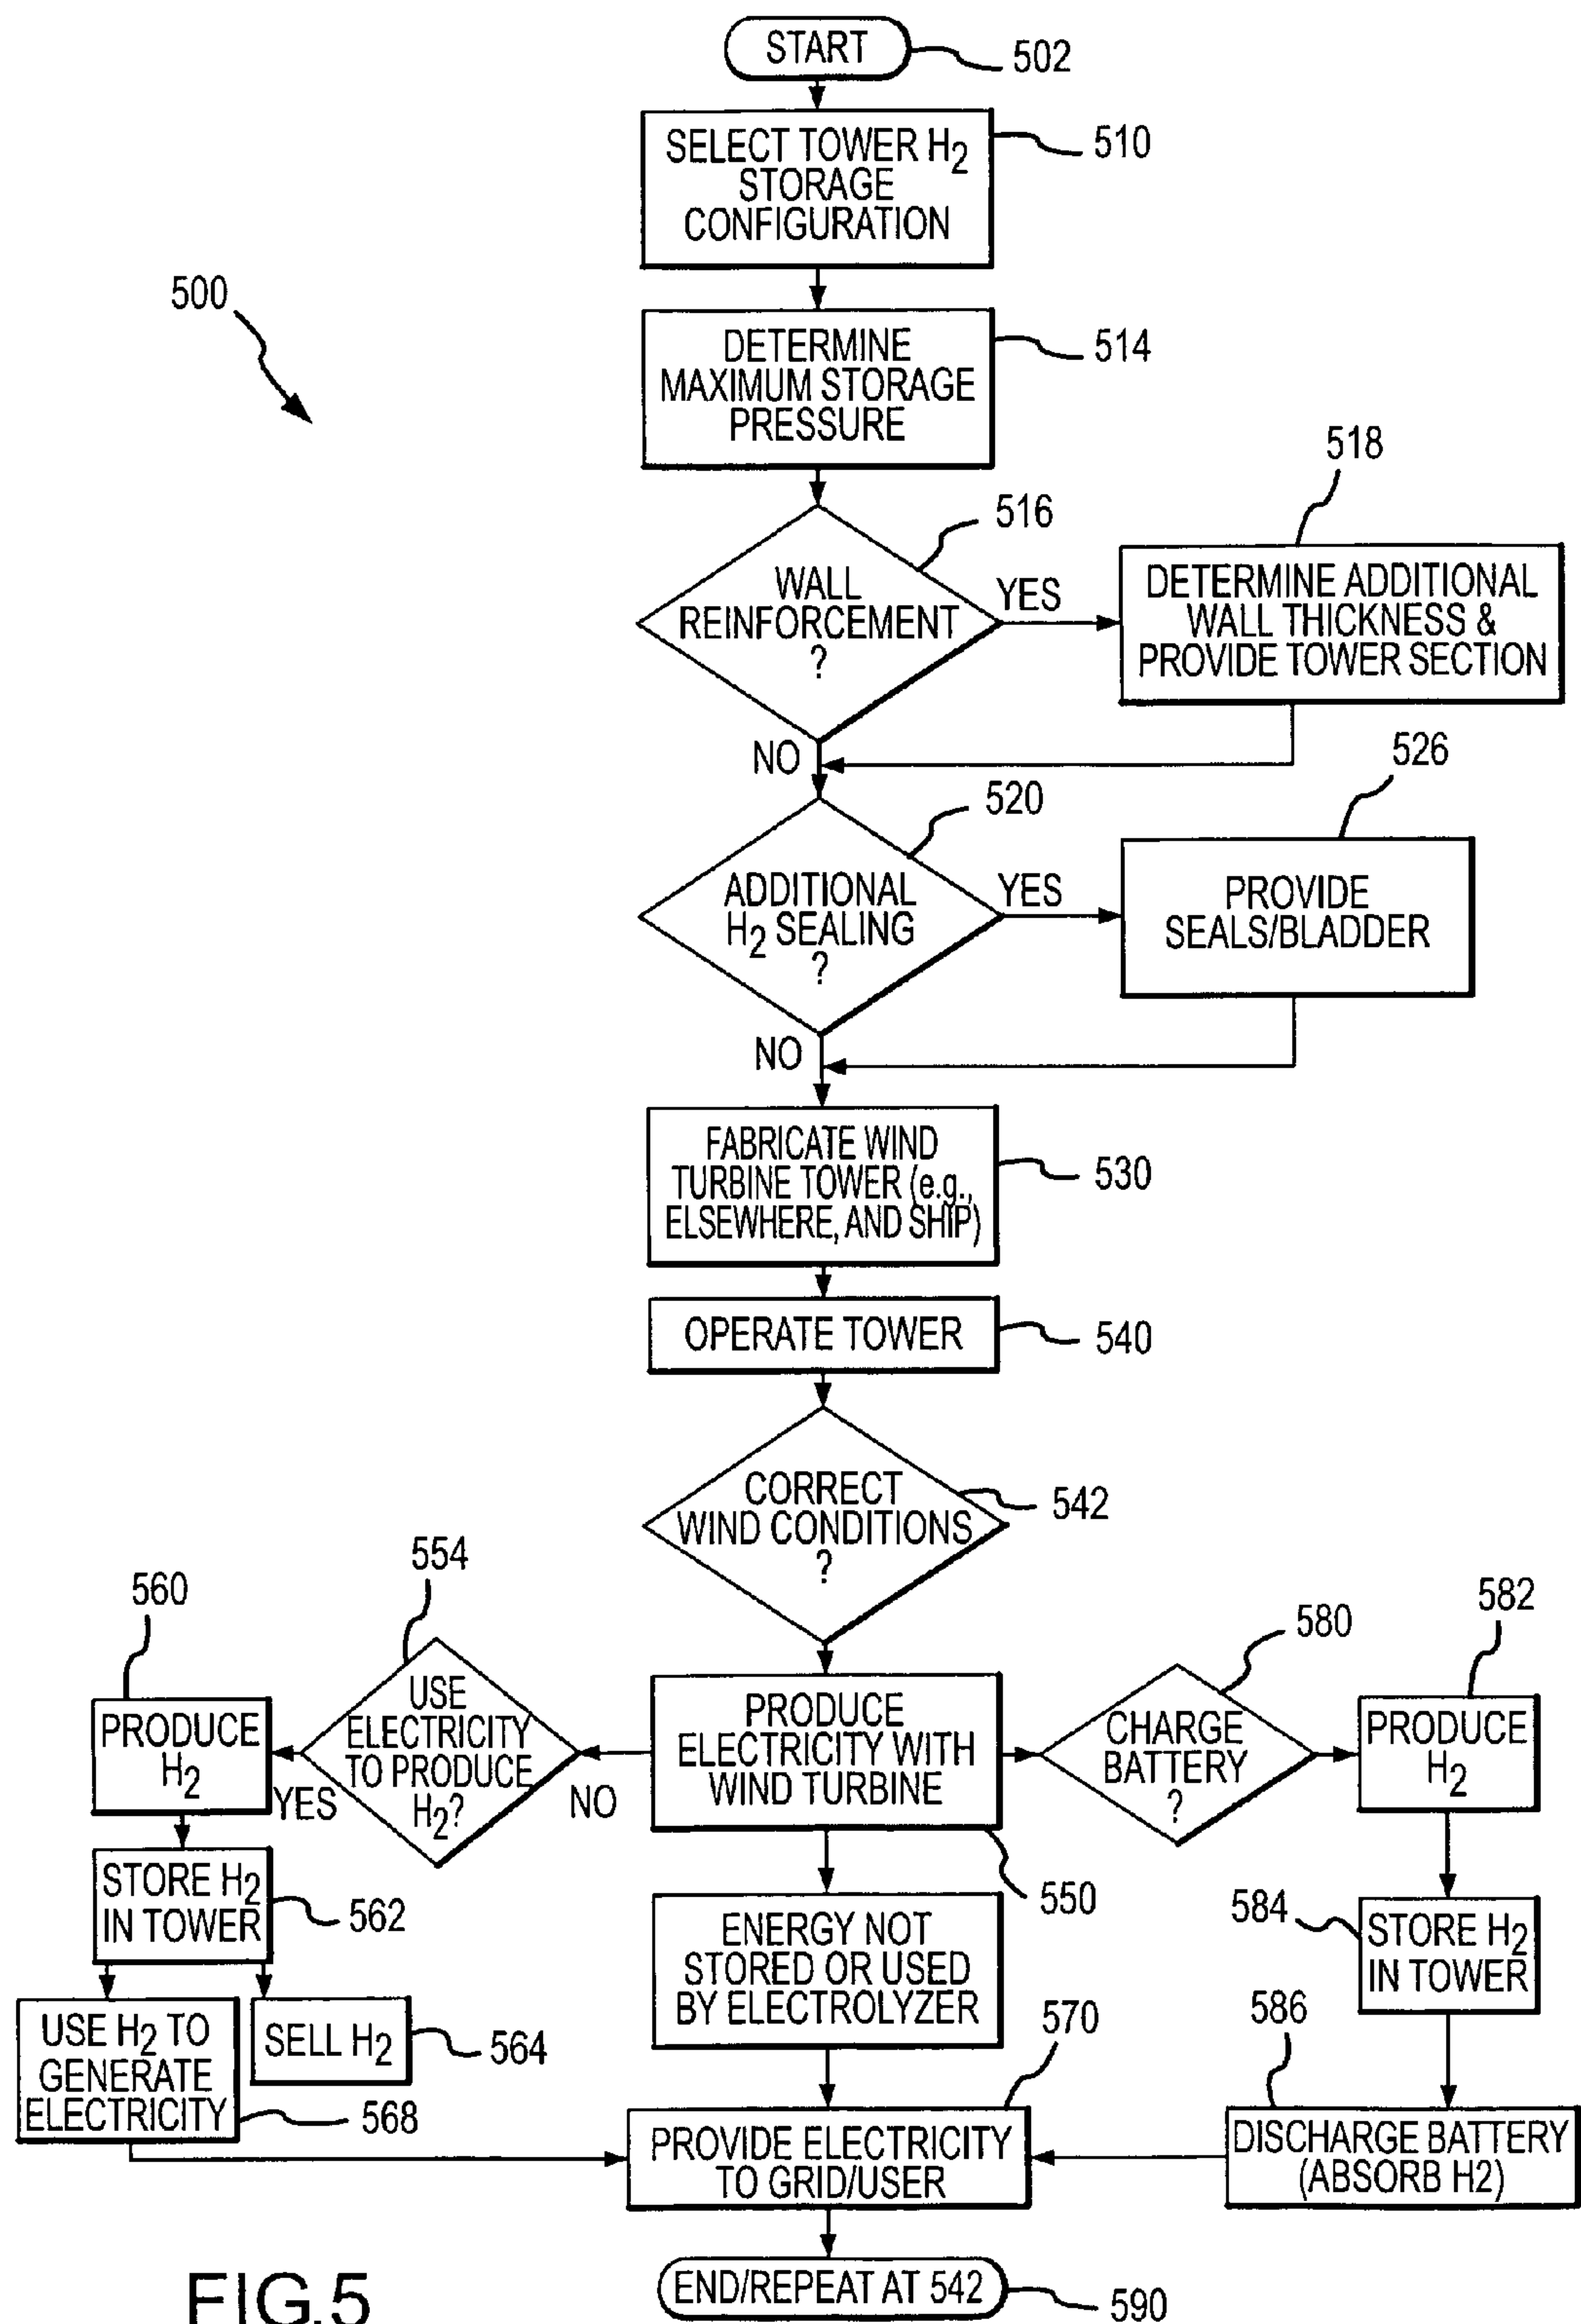 START
502
SELECT TOWER H2
STORAGE
CONFIGURATION
510
500
DETERMINE
MAXIMUM STORAGE
PRESSURE
514
518
516
WALL
REINFORCEMENT
?
YES
DETERMINE ADDITIONAL
WALL THICKNESS &
PROVIDE TOWER SECTION
NO
526
520
ADDITIONAL
H2 SEALING
?
YES
PROVIDE
SEALS/BLADDER
NO
FABRICATE WIND
TURBINE TOWER (e.g.,
ELSEWHERE, AND SHIP)
530
OPERATE TOWER
540
CORRECT
WIND CONDITIONS
?
542
554
560
580
582
PRODUCE
H2
YES
USE
ELECTRICITY
TO PRODUCE
H2?
NO
PRODUCE
ELECTRICITY WITH
WIND TURBINE
550
CHARGE
BATTERY
?
PRODUCE
H2
STORE H2
IN TOWER
562
ENERGY NOT
STORED OR USED
BY ELECTROLYZER
584
STORE H2
IN TOWER
USE H2 TO
GENERATE
ELECTRICITY
568
SELL H2
564
570
586
PROVIDE ELECTRICITY
TO GRID/USER
DISCHARGE BATTERY
(ABSORB H2)
END/REPEAT AT 542
590
FIG.5